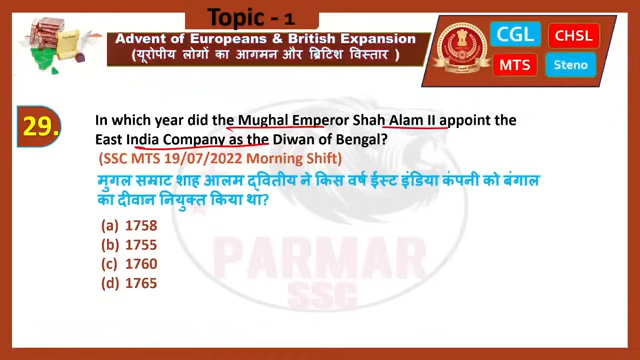 Topic - 1
Advent of Europeans & British Expansion
(यूरोपीय लोगों का आगमन और ब्रिटिश विस्तार )
CGL
CHSL
MTS
Steno
29.
In which year did the Mughal Emperor Shah Alam II appoint the
East India Company as the Diwan of Bengal?
(SSC MTS 19/07/2022 Morning Shift)
मुगल सम्राट शाह आलम द्वितीय ने किस वर्ष ईस्ट इंडिया कंपनी को बंगाल
का दीवान नियुक्त किया था?
(a) 1758
(b) 1755
(c) 1760
(d) 1765
PARMAR
SSC